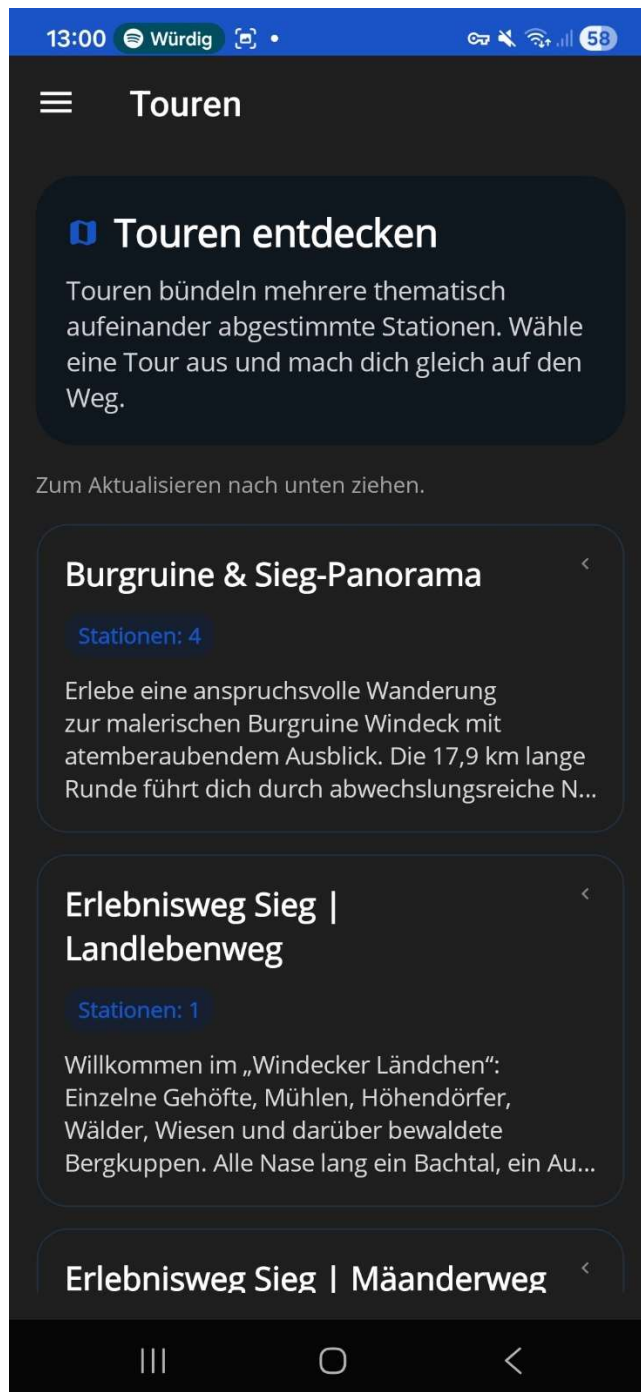 13:00 Würdig 58
Touren
Touren entdecken
Touren bündeln mehrere thematisch
aufeinander abgestimmte Stationen. Wähle
eine Tour aus und mach dich gleich auf den
Weg.
Zum Aktualisieren nach unten ziehen.
Burgruine & Sieg-Panorama
Stationen: 4
Erlebe eine anspruchsvolle Wanderung
zur malerischen Burgruine Windeck mit
atemberaubendem Ausblick. Die 17,9 km lange
Runde führt dich durch abwechslungsreiche N...
Erlebnisweg Sieg |
Landlebenweg
Stationen: 1
Willkommen im „Windecker Ländchen“:
Einzelne Gehöfte, Mühlen, Höhendörfer,
Wälder, Wiesen und darüber bewaldete
Bergkuppen. Alle Nase lang ein Bachtal, ein Au...
Erlebnisweg Sieg | Mäanderweg